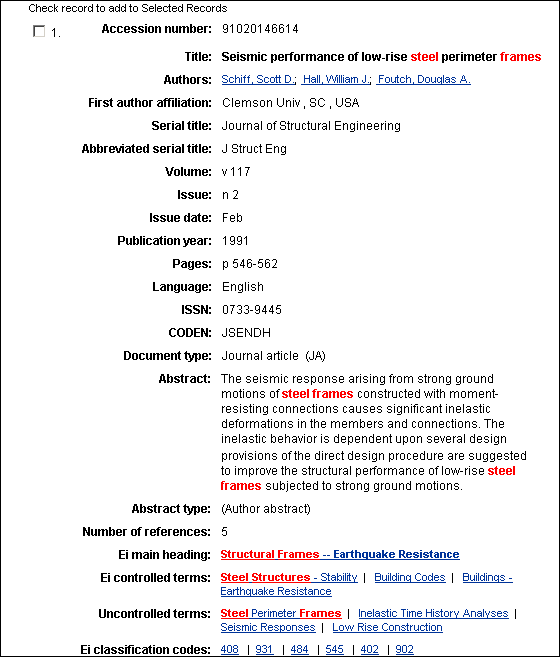 Check record to add to Selected Records
1. Accession number: 91020146614
Title: Seismic performance of low-rise steel perimeter frames
Authors: Schiff, Scott D.; Hall, William J.; Foutch, Douglas A.
First author affiliation: Clemson Univ , SC , USA
Serial title: Journal of Structural Engineering
Abbreviated serial title: J Struct Eng
Volume: v 117
Issue: n 2
Issue date: Feb
Publication year: 1991
Pages: p 546-562
Language: English
ISSN: 0733-9445
CODEN: JSENDH
Document type: Journal article (JA)
Abstract: The seismic response arising from strong ground
motions of steel frames constructed with moment-
resisting connections causes significant inelastic
deformations in the members and connections. The
inelastic behavior is dependent upon several design
provisions of the direct design procedure are suggested
to improve the structural performance of low-rise steel
frames subjected to strong ground motions.
Abstract type: (Author abstract)
Number of references: 5
Ei main heading: Structural Frames -- Earthquake Resistance
Ei controlled terms: Steel Structures - Stability | Building Codes | Buildings -
Earthquake Resistance
Uncontrolled terms: Steel Perimeter Frames | Inelastic Time History Analyses |
Seismic Responses | Low Rise Construction
Ei classification codes: 408 | 931 | 484 | 545 | 402 | 902